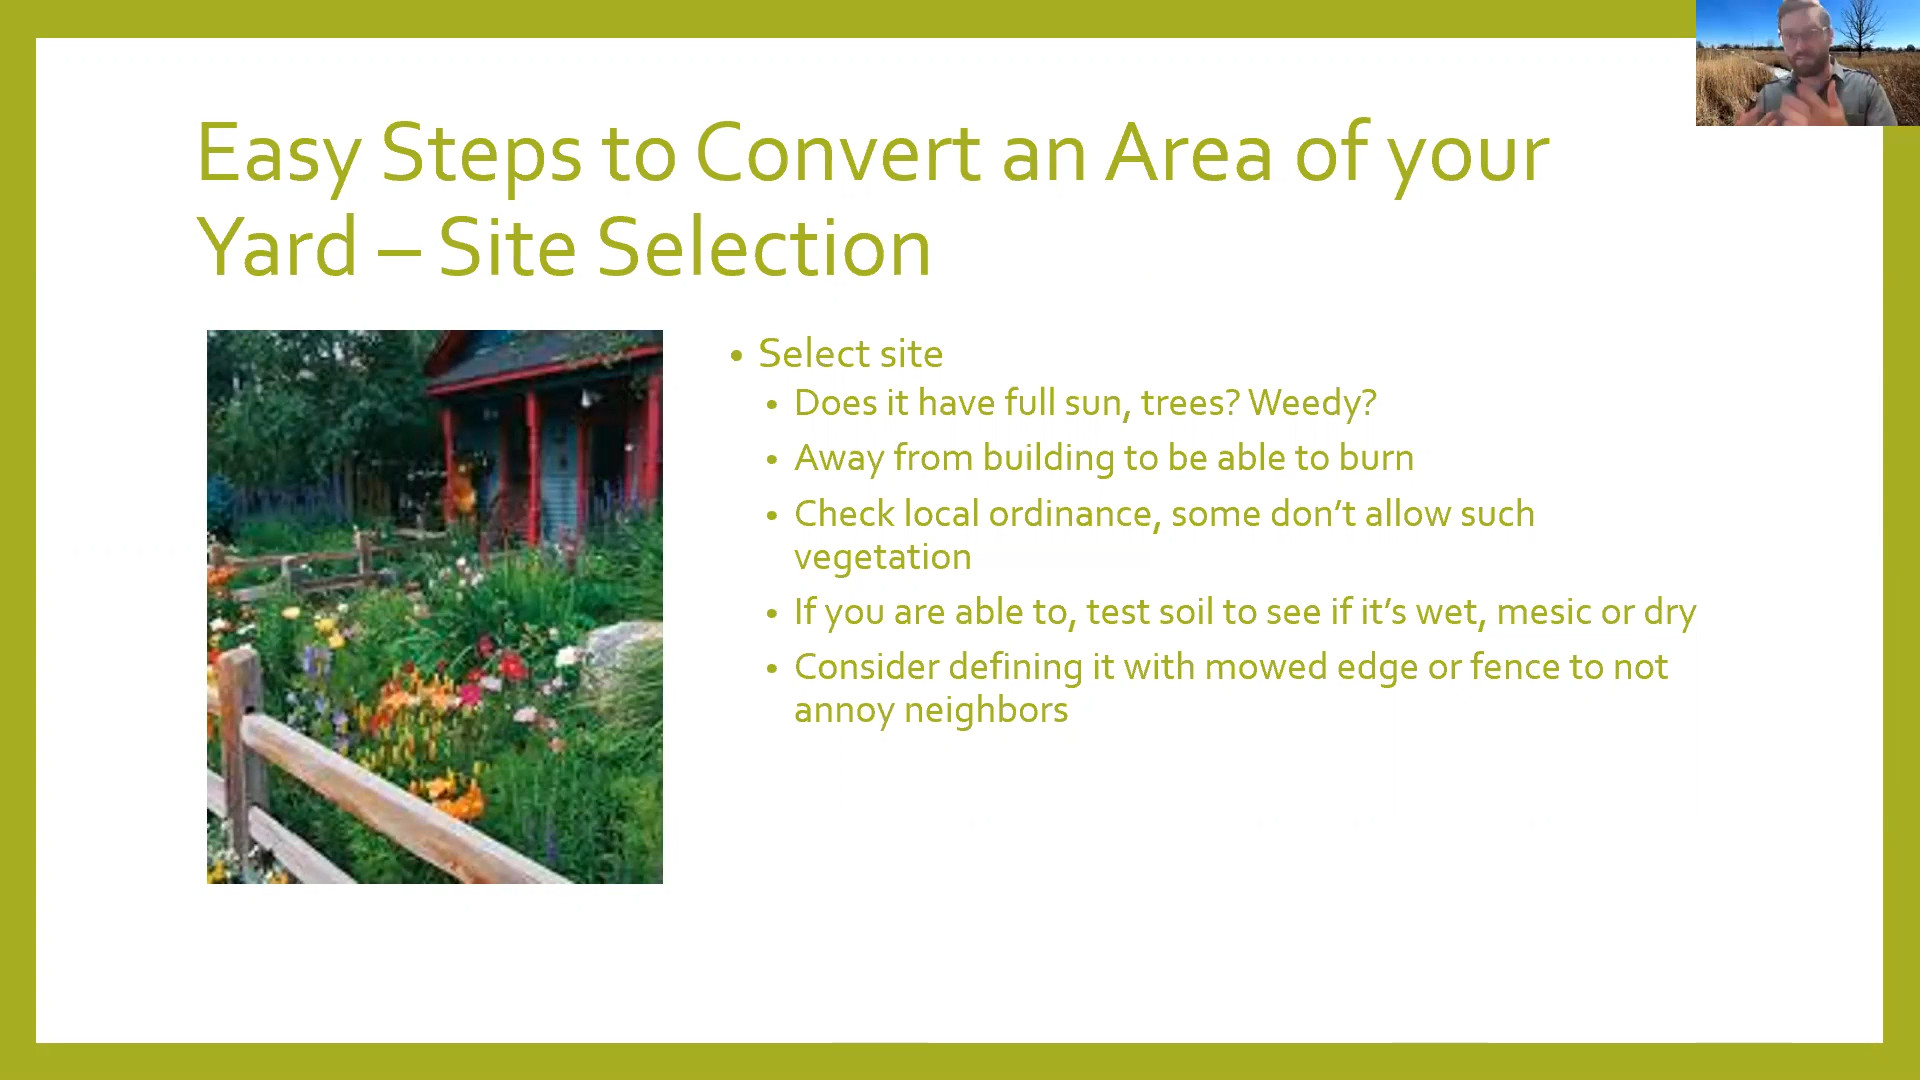 Easy Steps to Convert an Area of your
Yard – Site Selection
• Select site
• Does it have full sun, trees? Weedy?
• Away from building to be able to burn
• Check local ordinance, some don’t allow such
vegetation
• If you are able to, test soil to see if it’s wet, mesic or dry
• Consider defining it with mowed edge or fence to not
annoy neighbors